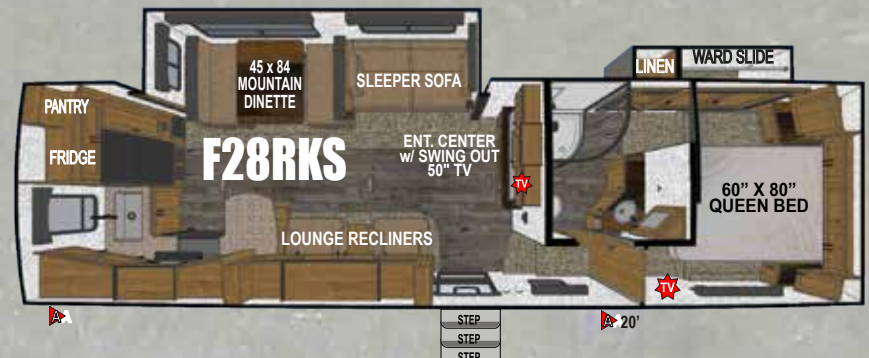 45 x 84
MOUNTAIN
DINETTE
SLEEPER SOFA
LINEN
WARD SLIDE
PANTRY
FRIDGE
F28RKS
ENT. CENTER
w/ SWING OUT
50" TV
TV
60” X 80”
QUEEN BED
LOUNGE RECLINERS
TV
A
A 20’
STEP
STEP
STEP